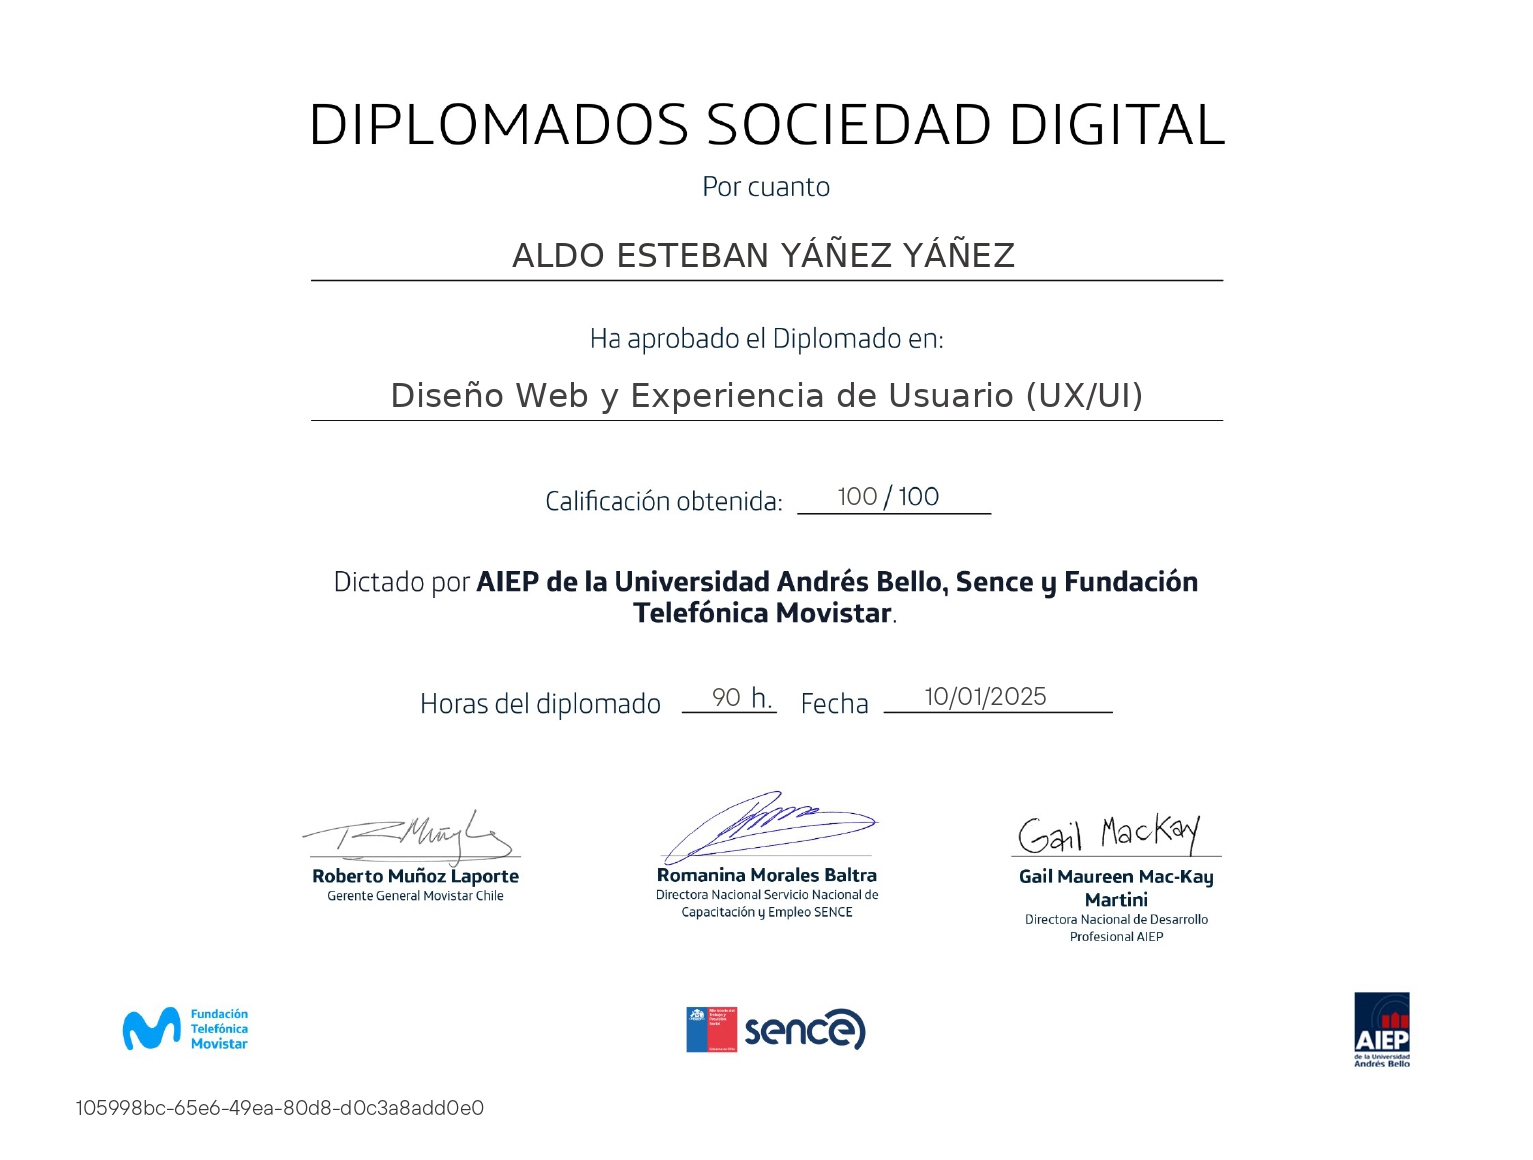 DIPLOMADOS SOCIEDAD DIGITAL
Por cuanto
ALDO ESTEBAN YÁÑEZ YÁÑEZ
Ha aprobado el Diplomado en:
Diseño Web y Experiencia de Usuario (UX/UI)
Calificación obtenida: 100 / 100
Dictado por AIEP de la Universidad Andrés Bello, Sence y Fundación
Telefónica Movistar.
Horas del diplomado 90 h. Fecha 10/01/2025
Roberto Muñoz Laporte
Gerente General Movistar Chile
Romanina Morales Baltra
Directora Nacional Servicio Nacional de
Capacitación y Empleo SENCE
Gail MacKay
Gail Maureen Mac-Kay
Martini
Directora Nacional de Desarrollo
Profesional AIEP
Fundación
Telefónica
Movistar
sence
AIEP
de la Universidad
Andrés Bello
105998bc-65e6-49ea-80d8-d0c3a8add0e0